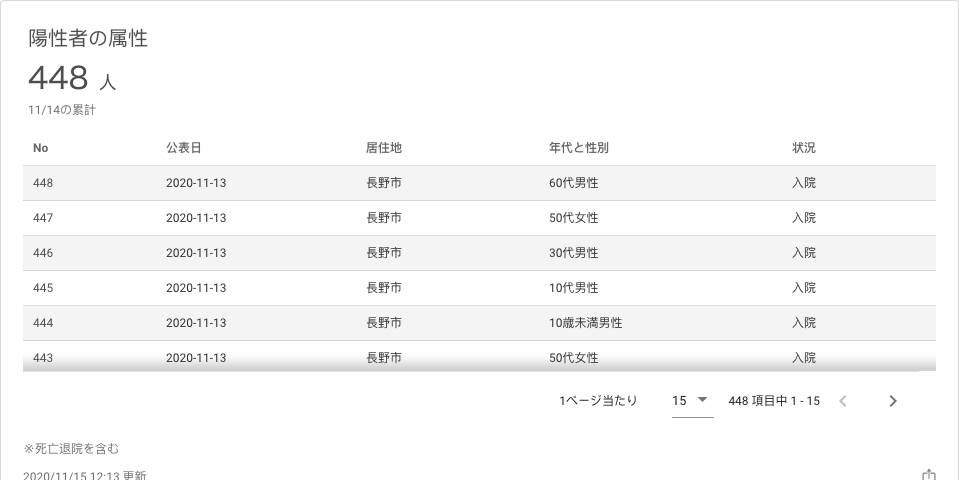 陽性者の属性
448 人
11/14の累計
No 公表日 居住地 年代と性別 状況
448 2020-11-13 長野市 60代男性 入院
447 2020-11-13 長野市 50代女性 入院
446 2020-11-13 長野市 30代男性 入院
445 2020-11-13 長野市 10代男性 入院
444 2020-11-13 長野市 10歳未満男性 入院
443 2020-11-13 長野市 50代女性 入院
1ページ当たり 15 448 項目中 1 - 15
※死亡退院を含む
2020/11/15 12:13 更新